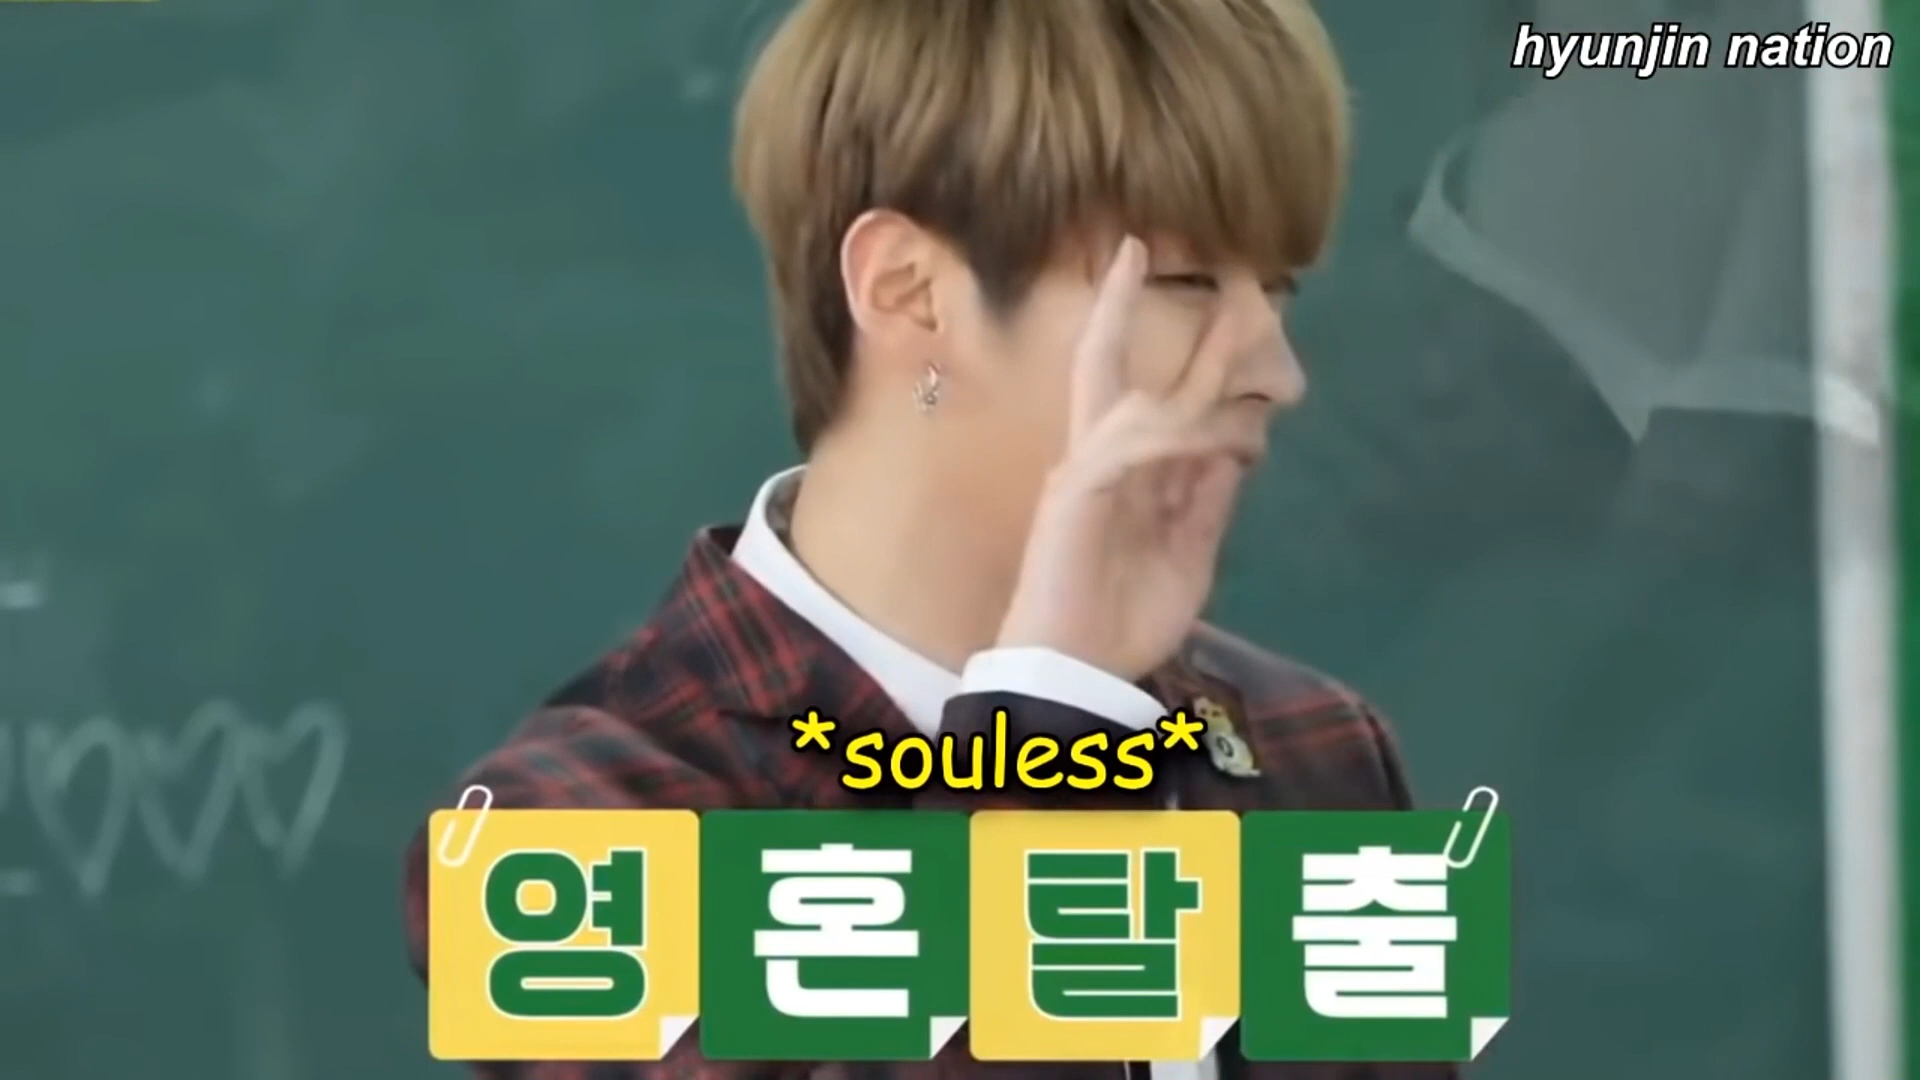 hyunjin nation
*souless*
영혼탈출